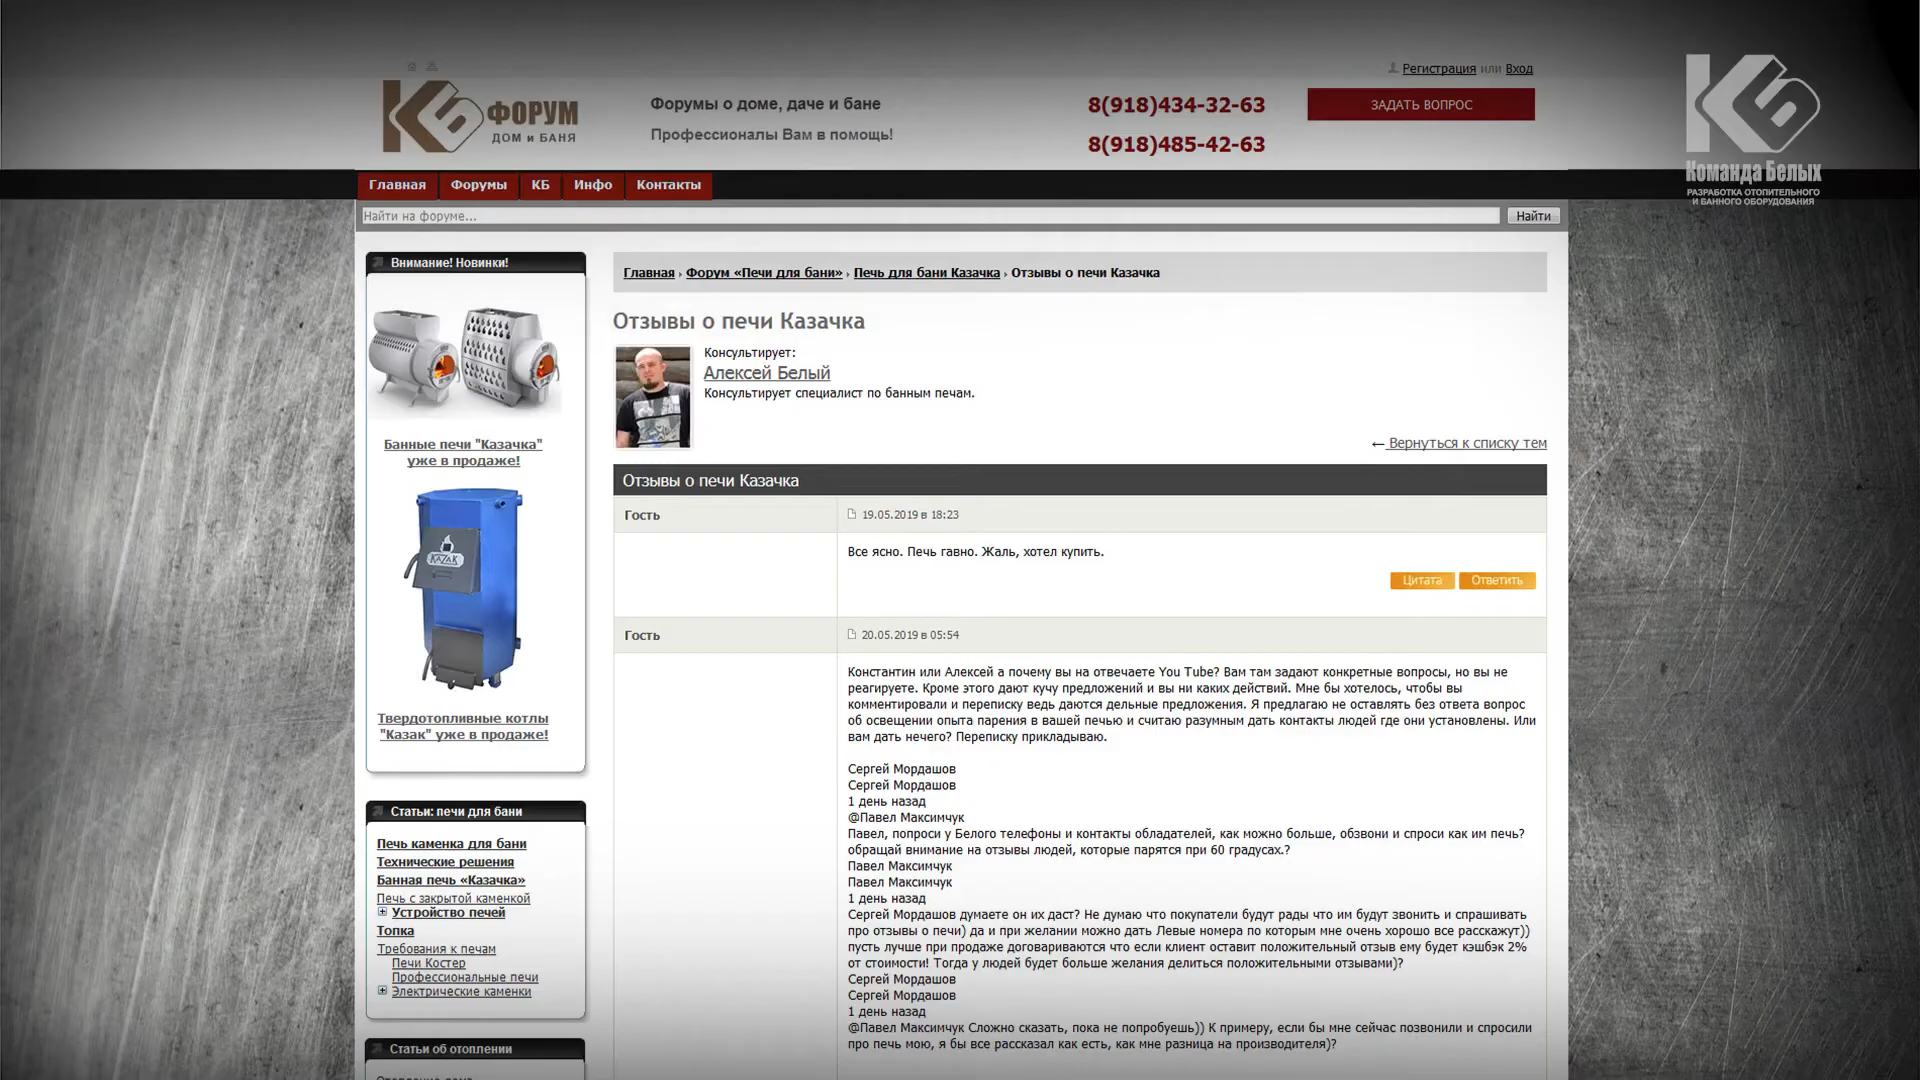 Регистрация или Вход
КБ ФОРУМ
ДОМ и БАНЯ
Форумы о доме, даче и бане
Профессионалы Вам в помощь!
8(918)434-32-63
8(918)485-42-63
ЗАДАТЬ ВОПРОС
КБ
Команда Белых
РАЗРАБОТКА ОТОПИТЕЛЬНОГО
И БАННОГО ОБОРУДОВАНИЯ
Главная Форумы КБ Инфо Контакты
Найти на форуме...
Найти
Внимание! Новинки!
Банные печи "Казачка"
уже в продаже!
KAZAK
Твердотопливные котлы
"Казак" уже в продаже!
Статьи: печи для бани
Печь каменка для бани
Технические решения
Банная печь «Казачка»
Печь с закрытой каменкой
Устройство печей
Топка
Требования к печам
Печи Костер
Профессиональные печи
Электрические каменки
Статьи об отоплении
Главная › Форум «Печи для бани» › Печь для бани Казачка › Отзывы о печи Казачка
Отзывы о печи Казачка
Консультирует:
Алексей Белый
Консультирует специалист по банным печам.
← Вернуться к списку тем
Отзывы о печи Казачка
Гость
19.05.2019 в 18:23
Все ясно. Печь гавно. Жаль, хотел купить.
Цитата Ответить
Гость
20.05.2019 в 05:54
Константин или Алексей а почему вы на отвечаете You Tube? Вам там задают конкретные вопросы, но вы не
реагируете. Кроме этого дают кучу предложений и вы ни каких действий. Мне бы хотелось, чтобы вы
комментировали и переписку ведь даются дельные предложения. Я предлагаю не оставлять без ответа вопрос
об освещении опыта парения в вашей печью и считаю разумным дать контакты людей где они установлены. Или
вам дать нечего? Переписку прикладываю.
Сергей Мордашов
Сергей Мордашов
1 день назад
@Павел Максимчук
Павел, попроси у Белого телефоны и контакты обладателей, как можно больше, обзвони и спроси как им печь?
обращай внимание на отзывы людей, которые парятся при 60 градусах.?
Павел Максимчук
Павел Максимчук
1 день назад
Сергей Мордашов думаете он их даст? Не думаю что покупатели будут рады что им будут звонить и спрашивать
про отзывы о печи) да и при желании можно дать Левые номера по которым мне очень хорошо все расскажут))
пусть лучше при продаже договариваются что если клиент оставит положительный отзыв ему будет кэшбэк 2%
от стоимости! Тогда у людей будет больше желания делиться положительными отзывами)?
Сергей Мордашов
Сергей Мордашов
1 день назад
@Павел Максимчук Сложно сказать, пока не попробуешь)) К примеру, если бы мне сейчас позвонили и спросили
про печь мою, я бы все рассказал как есть, как мне разница на производителя)?